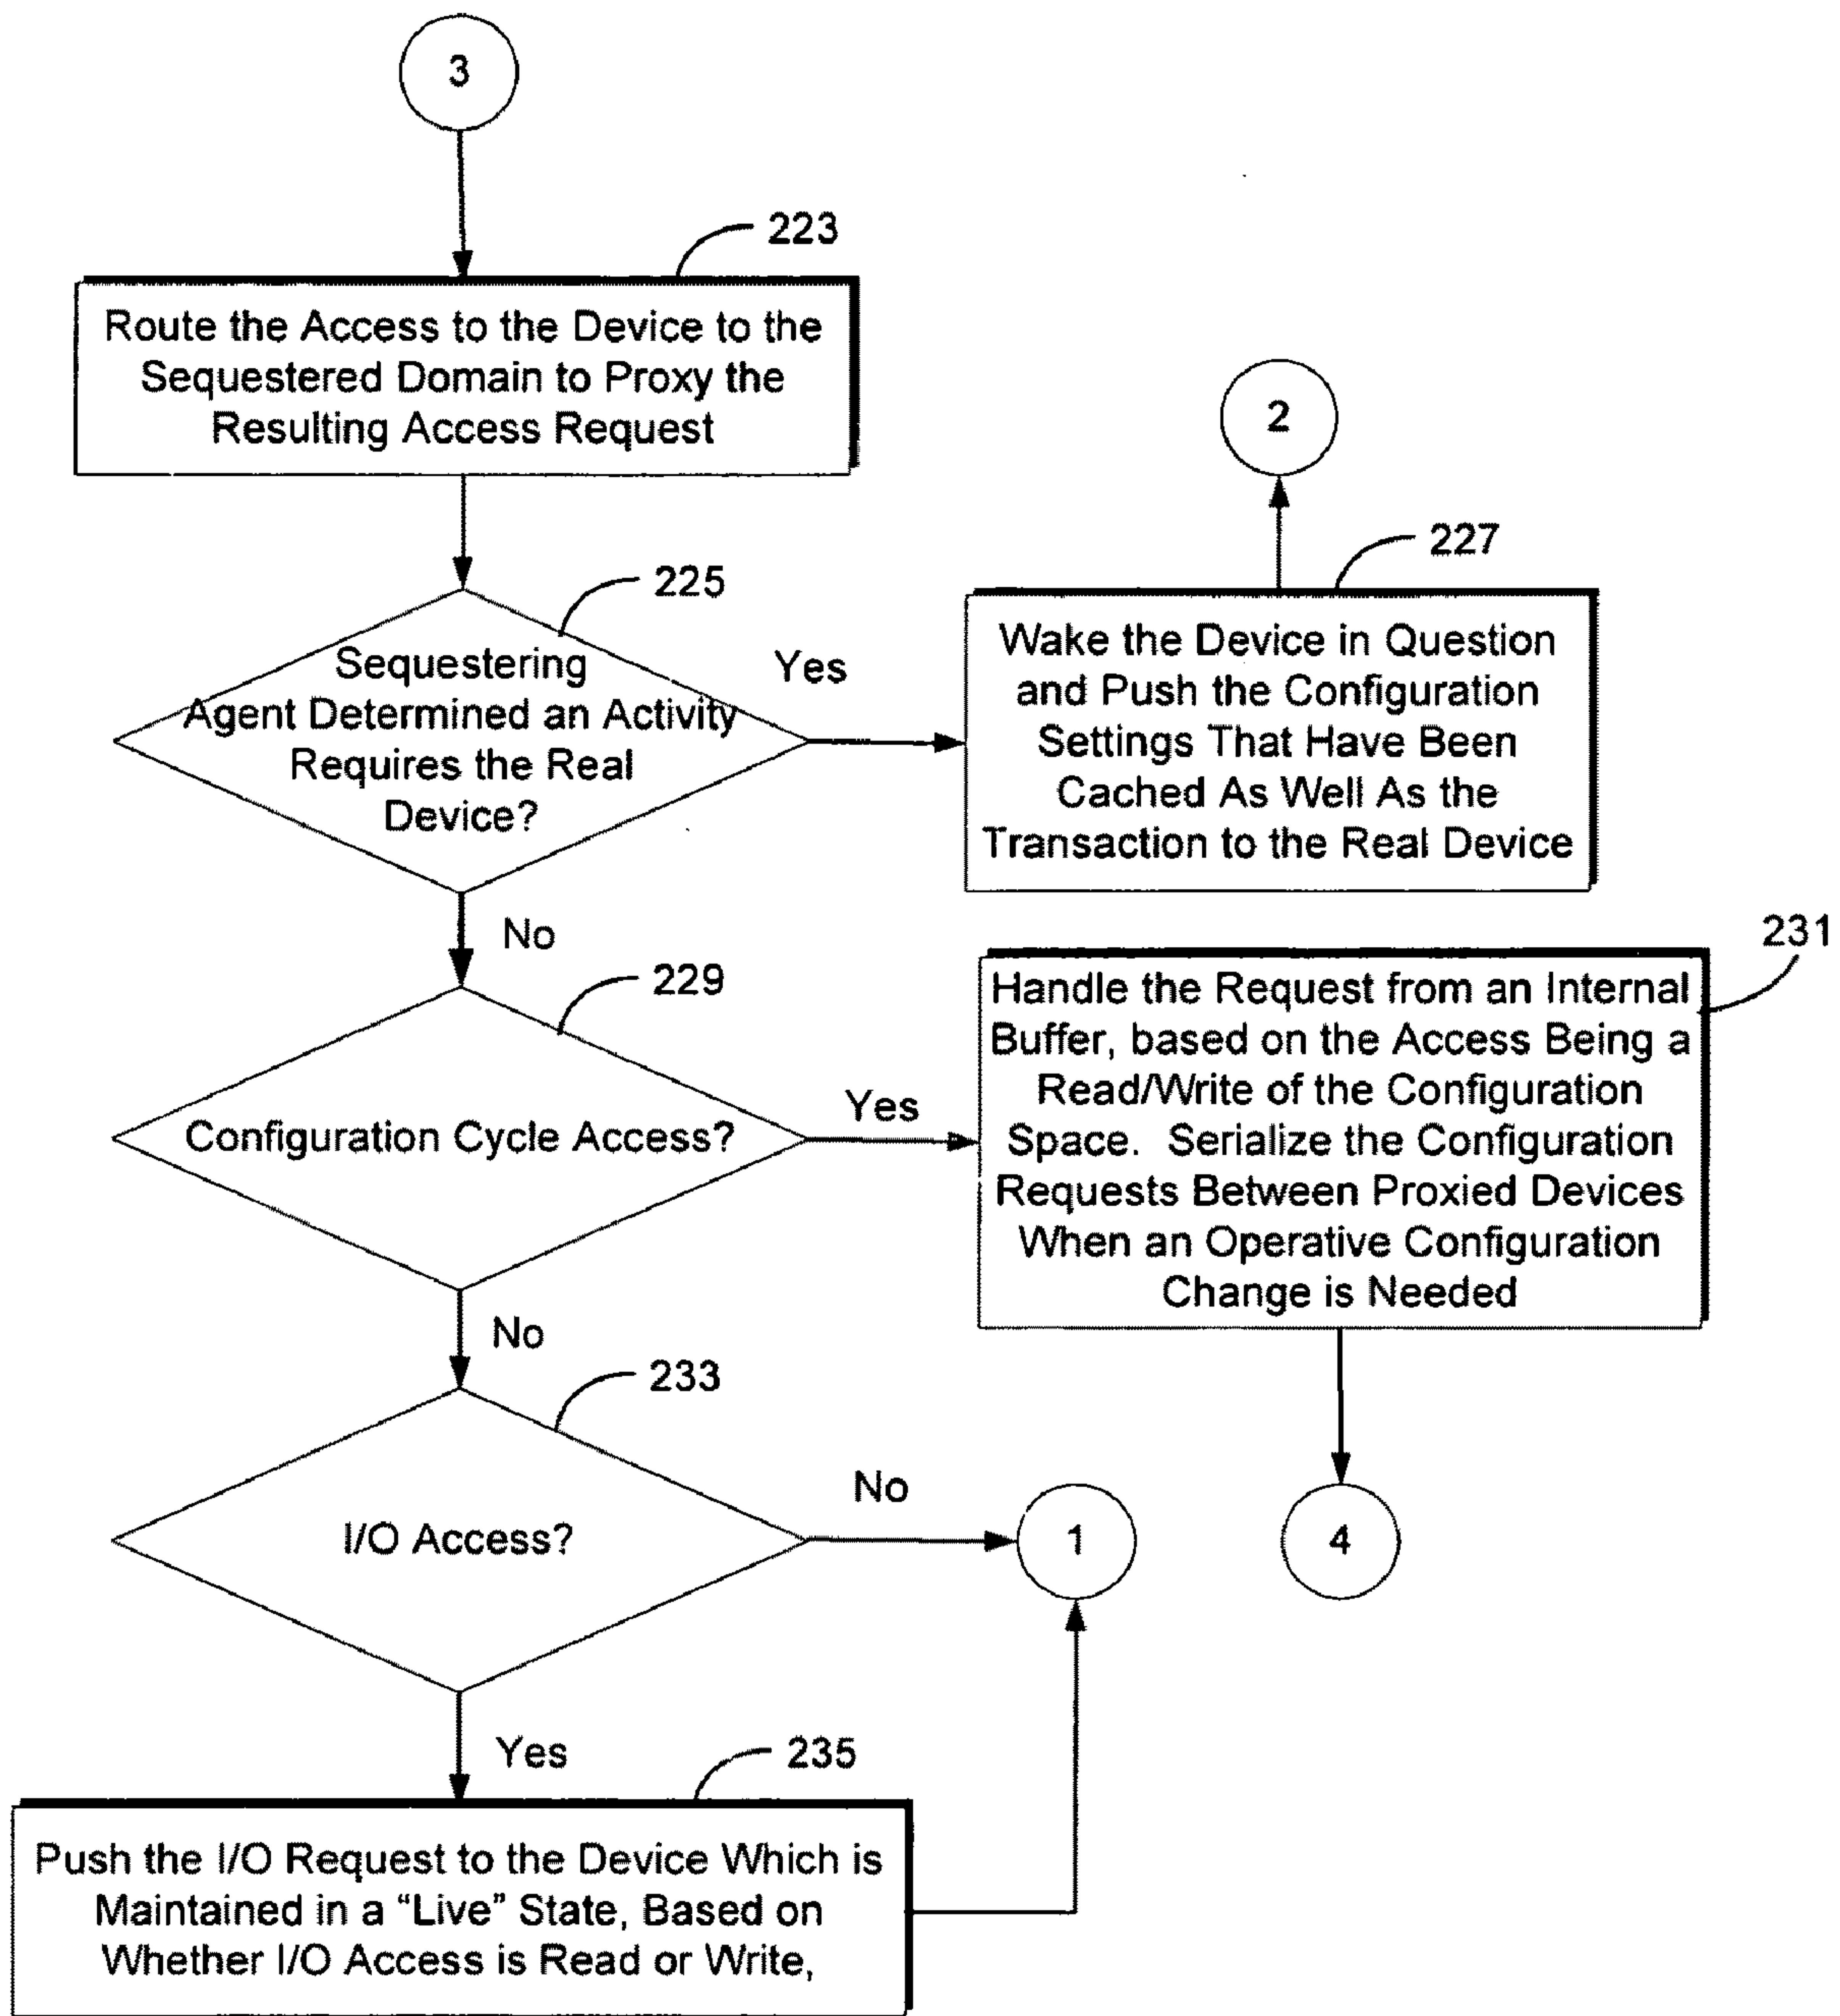 3
223
Route the Access to the Device to the
Sequestered Domain to Proxy the
Resulting Access Request
2
225
Sequestering
Agent Determined an Activity
Requires the Real
Device?
Yes
227
Wake the Device in Question
and Push the Configuration
Settings That Have Been
Cached As Well As the
Transaction to the Real Device
No
229
Configuration Cycle Access?
Yes
231
Handle the Request from an Internal
Buffer, based on the Access Being a
Read/Write of the Configuration
Space. Serialize the Configuration
Requests Between Proxied Devices
When an Operative Configuration
Change is Needed
No
233
I/O Access?
No
1
4
Yes
235
Push the I/O Request to the Device Which is
Maintained in a “Live” State, Based on
Whether I/O Access is Read or Write,